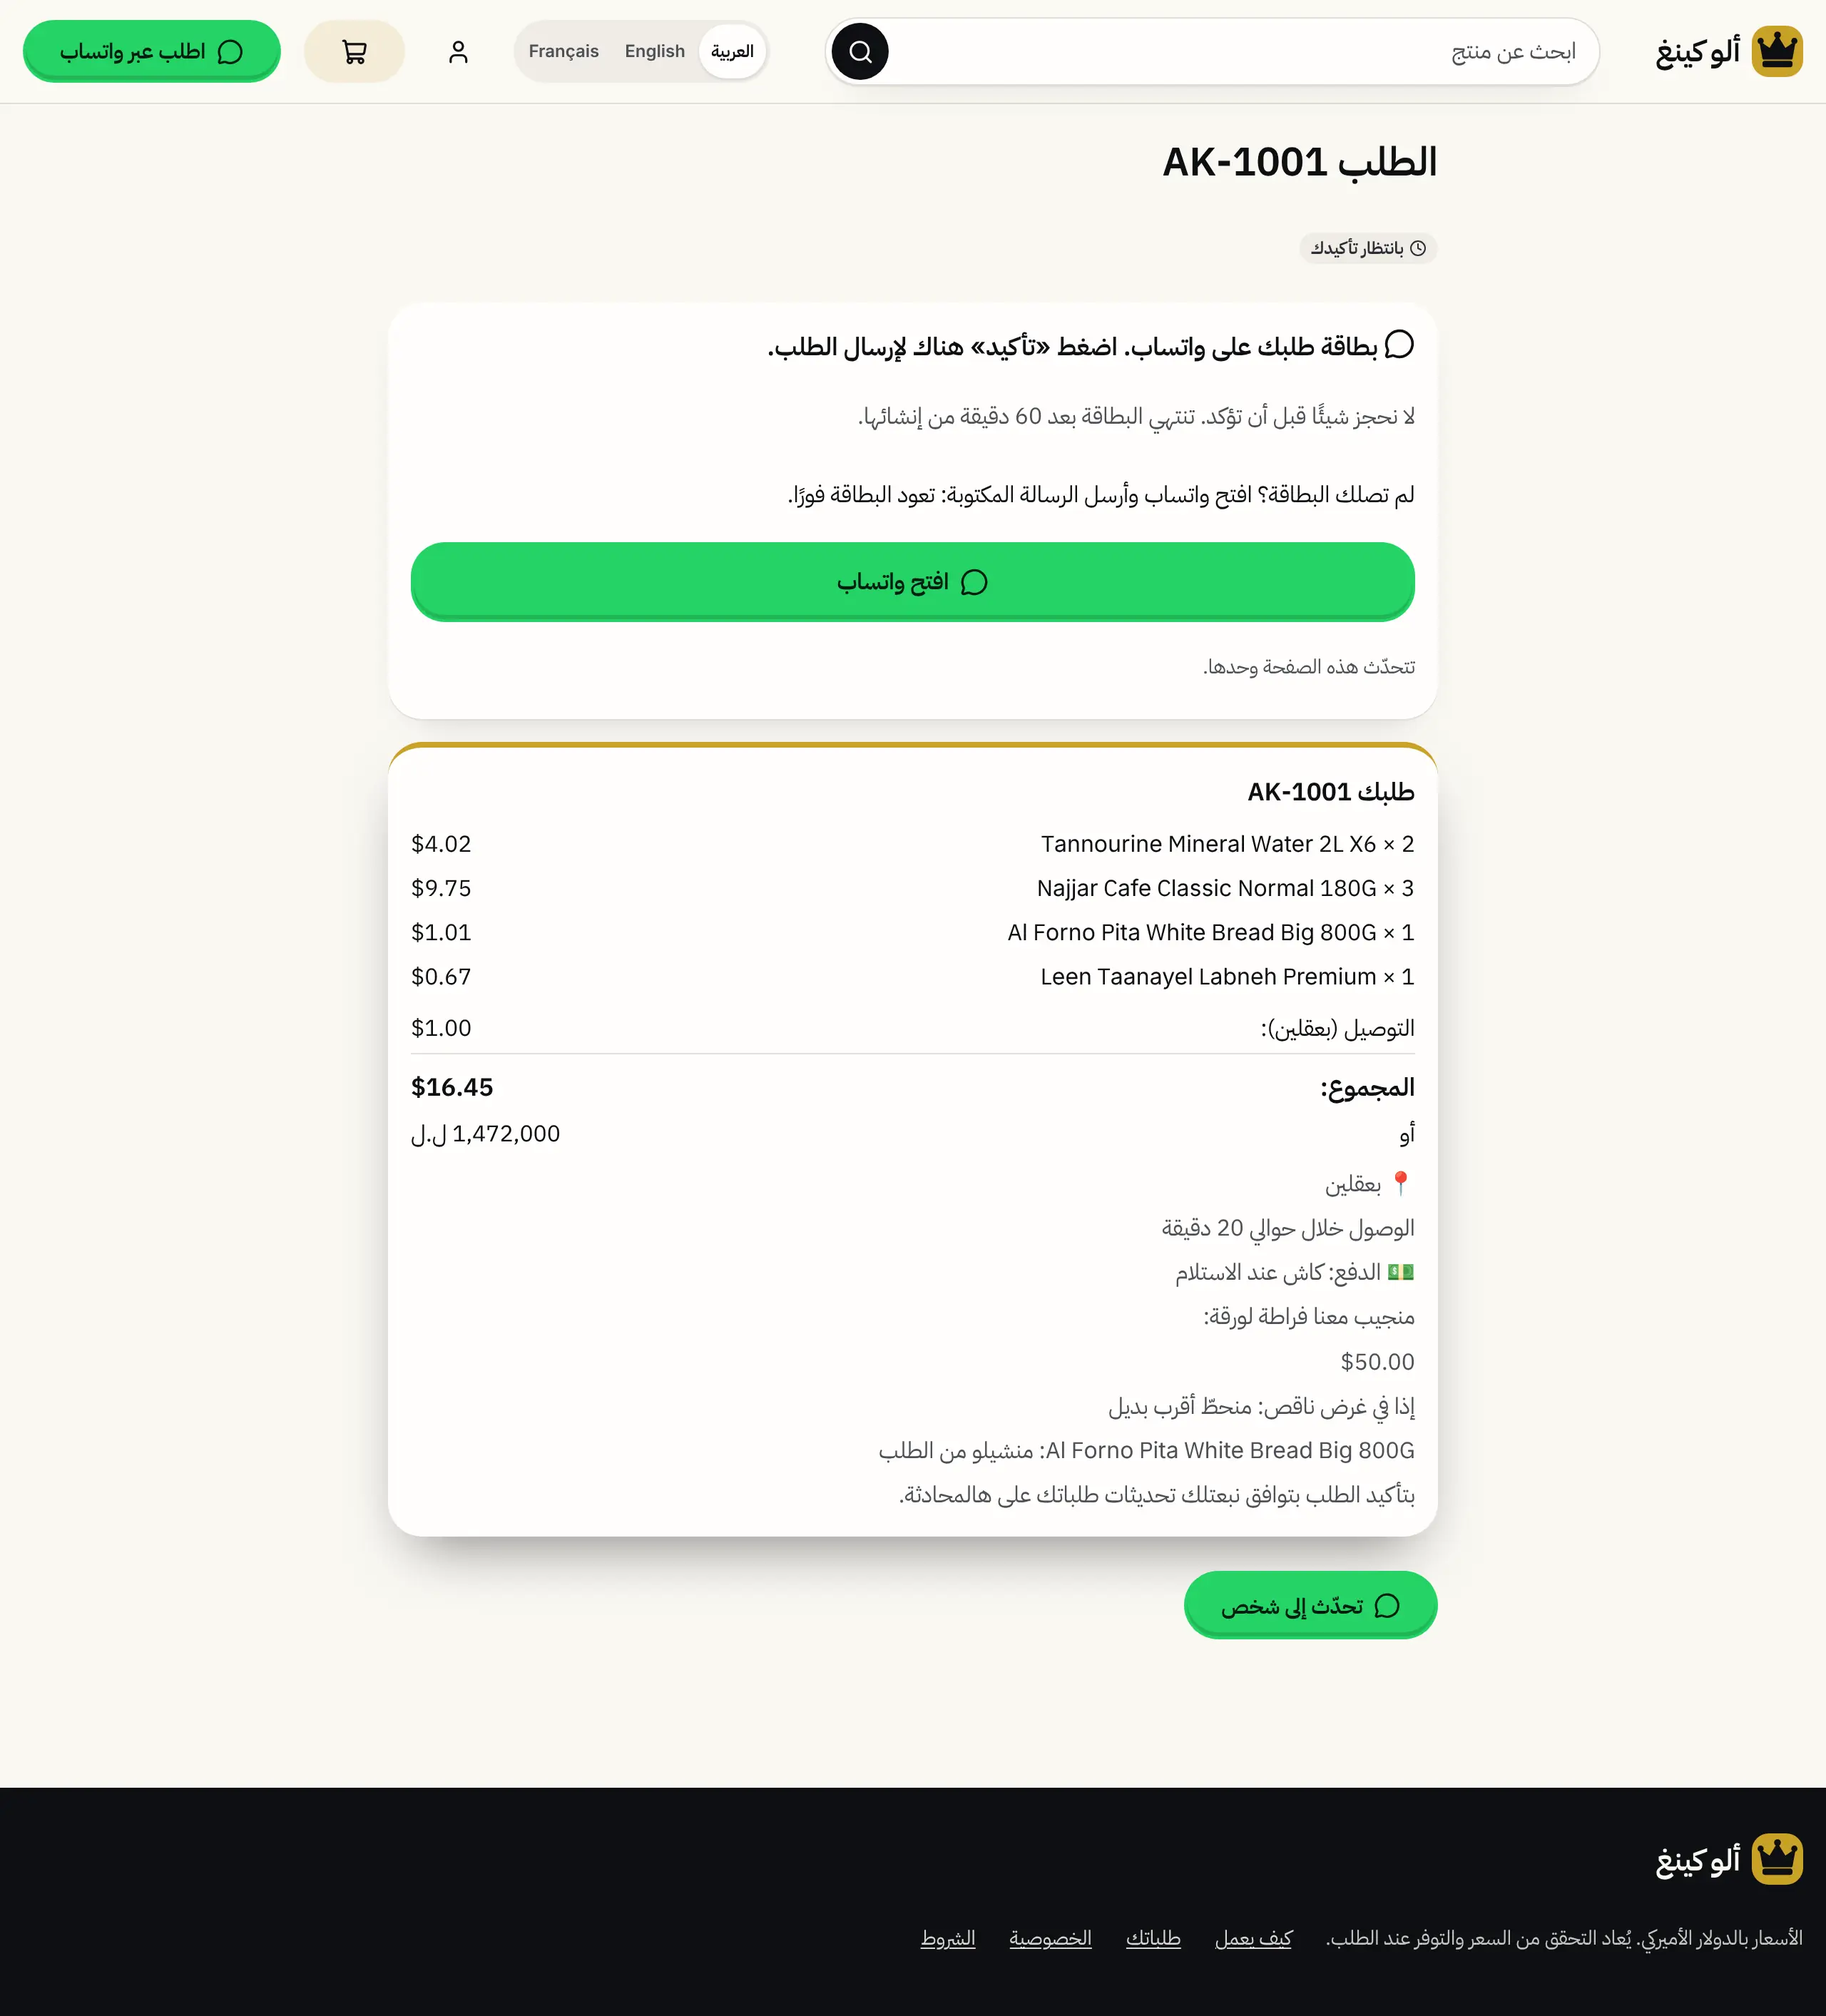 ألو كينغ
ابحث عن منتج
العربية
English
Français
اطلب عبر واتساب
الطلب AK-1001
بانتظار تأكيدك
بطاقة طلبك على واتساب. اضغط «تأكيد» هناك لإرسال الطلب.
لا نحجز شيئًا قبل أن تؤكد. تنتهي البطاقة بعد 60 دقيقة من إنشائها.
لم تصلك البطاقة؟ افتح واتساب وأرسل الرسالة المكتوبة: تعود البطاقة فورًا.
افتح واتساب
تتحدّث هذه الصفحة وحدها.
طلبك AK-1001
Tannourine Mineral Water 2L X6 × 2 $4.02
Najjar Cafe Classic Normal 180G × 3 $9.75
Al Forno Pita White Bread Big 800G × 1 $1.01
Leen Taanayel Labneh Premium × 1 $0.67
التوصيل (بعقلين): $1.00
المجموع: $16.45
أو 1,472,000 ل.ل
📍 بعقلين
الوصول خلال حوالي 20 دقيقة
💵 الدفع: كاش عند الاستلام
منجيب معنا فراطة لورقة:
$50.00
إذا في غرض ناقص: منحطّ أقرب بديل
Al Forno Pita White Bread Big 800G: منشيلو من الطلب
بتأكيد الطلب بتوافق نبعتلك تحديثات طلباتك على هالمحادثة.
تحدّث إلى شخص
ألو كينغ
الأسعار بالدولار الأميركي. يُعاد التحقق من السعر والتوفر عند الطلب.
كيف يعمل
طلباتك
الخصوصية
الشروط